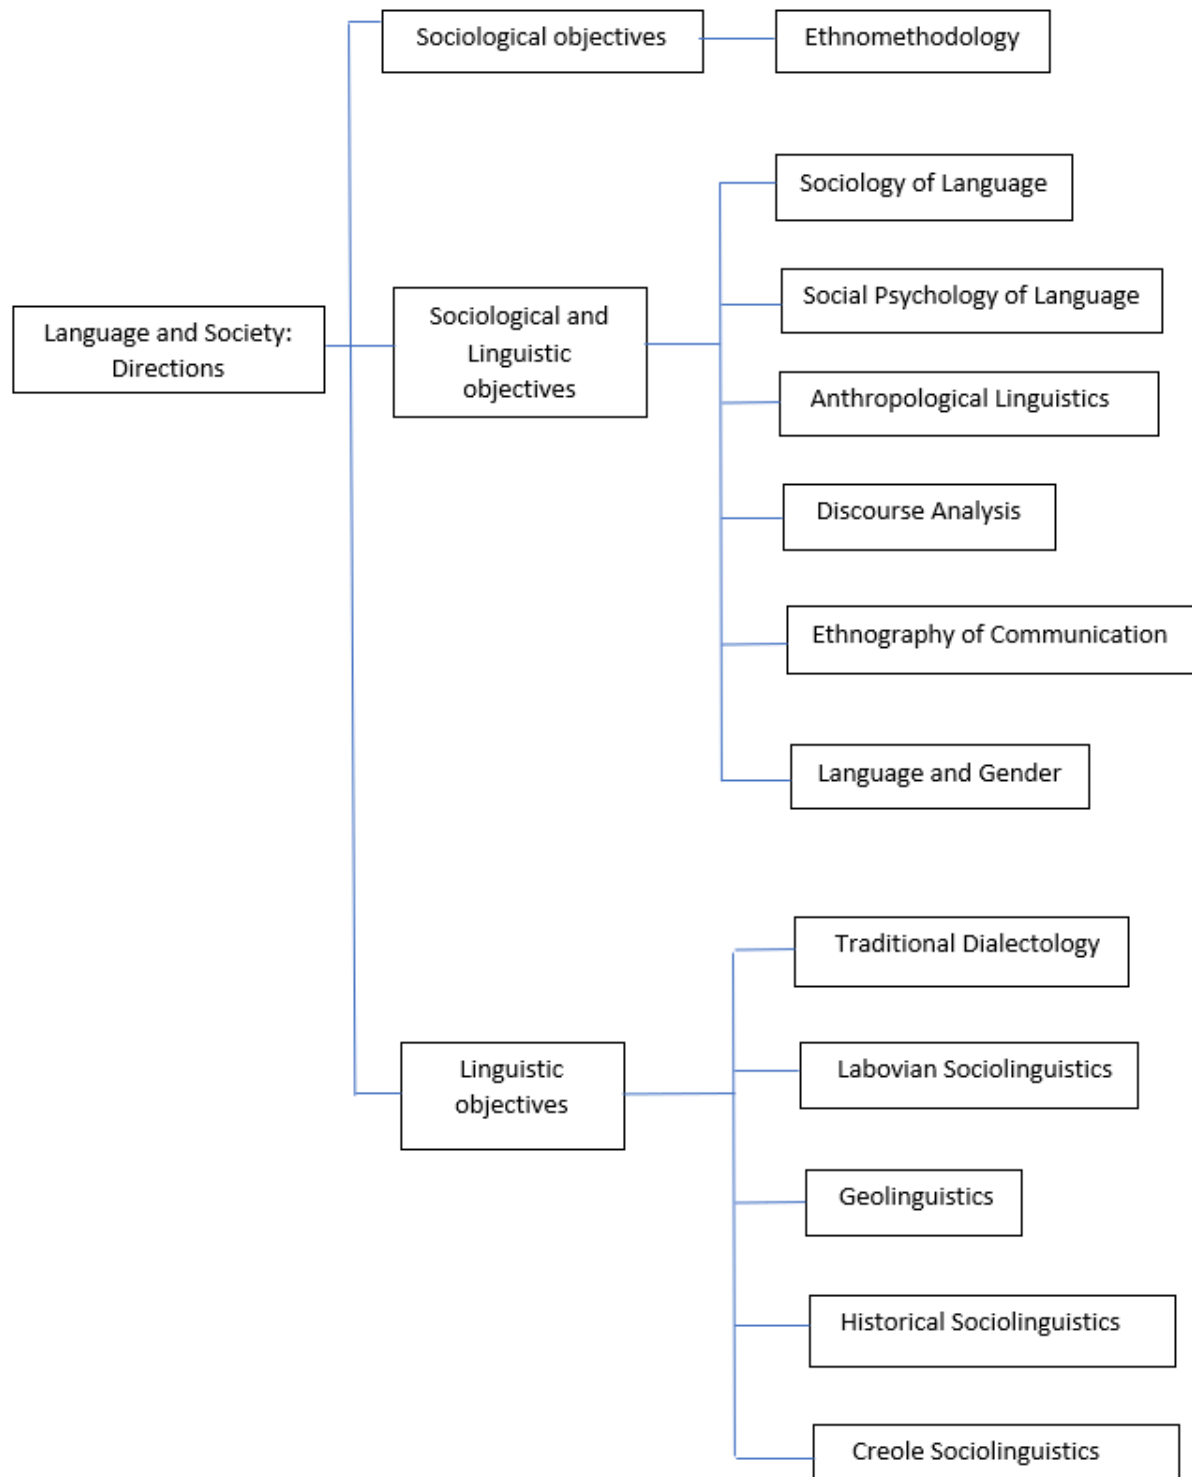 Sociological objectives
Ethnomethodology
Sociology of Language
Social Psychology of Language
Sociological and
Linguistic
objectives
Language and Society:
Directions
Anthropological Linguistics
Discourse Analysis
Ethnography of Communication
Language and Gender
Traditional Dialectology
Linguistic
objectives
Labovian Sociolinguistics
Geolinguistics
Historical Sociolinguistics
Creole Sociolinguistics